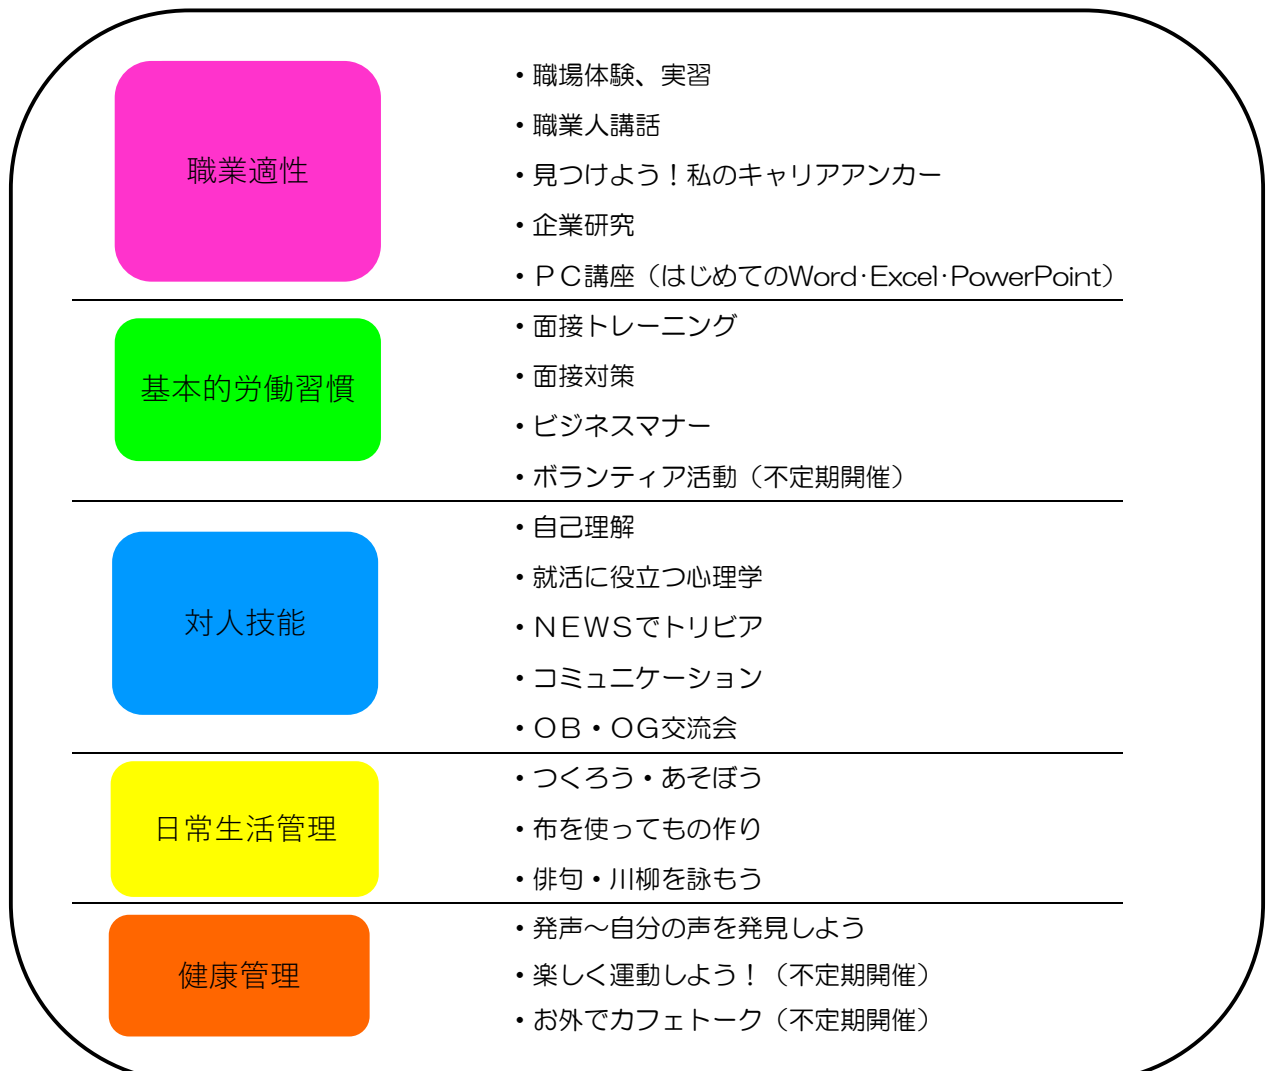 職業適性
・職場体験、実習
・職業人講話
・見つけよう！私のキャリアアンカー
・企業研究
・ＰＣ講座（はじめてのWord･Excel･PowerPoint）
基本的労働習慣
・面接トレーニング
・面接対策
・ビジネスマナー
・ボランティア活動（不定期開催）
対人技能
・自己理解
・就活に役立つ心理学
・ＮＥＷＳでトリビア
・コミュニケーション
・ＯＢ・ＯＧ交流会
日常生活管理
・つくろう・あそぼう
・布を使ってもの作り
・俳句・川柳を詠もう
健康管理
・発声～自分の声を発見しよう
・楽しく運動しよう！（不定期開催）
・お外でカフェトーク（不定期開催）